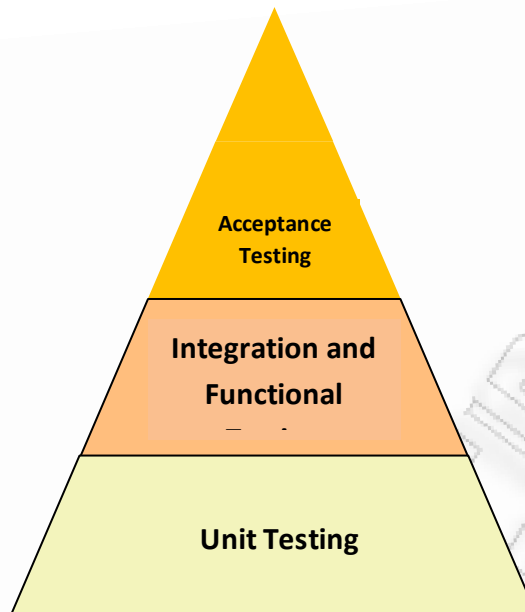 Acceptance
Testing
Integration and
Functional
Unit Testing